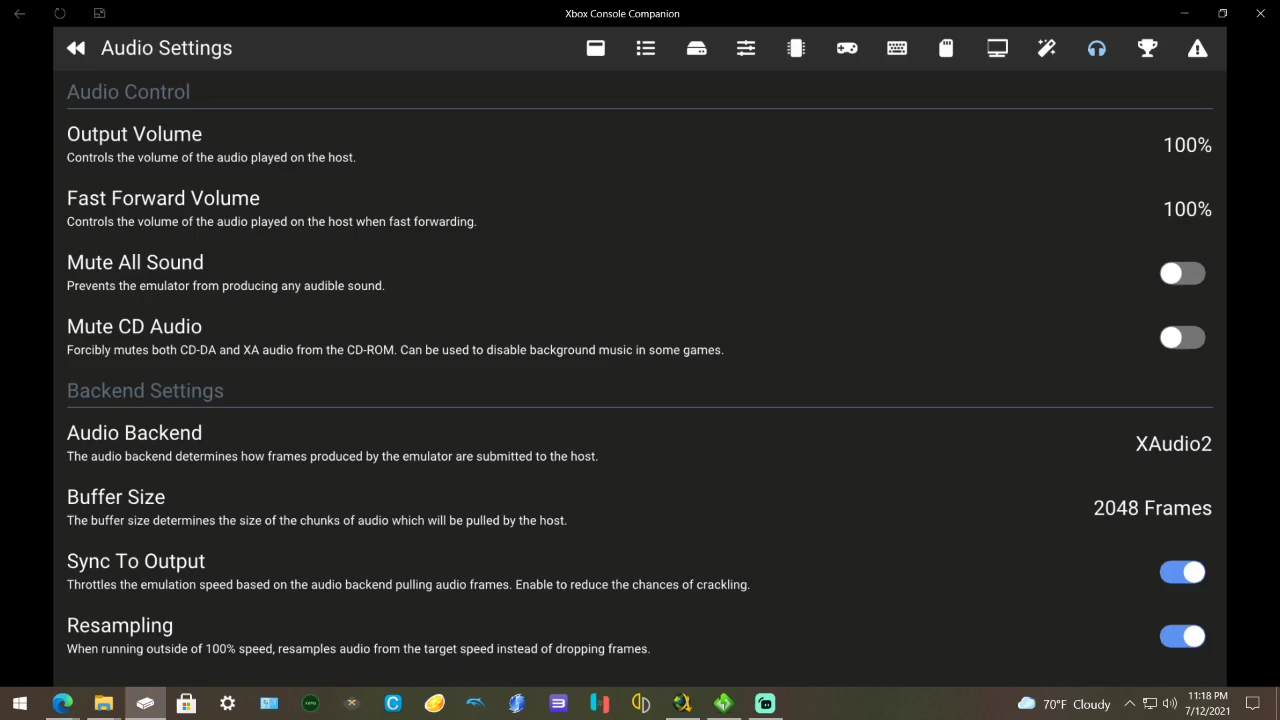 Xbox Console Companion
Audio Settings
Audio Control
Output Volume
Controls the volume of the audio played on the host.
100%
Fast Forward Volume
Controls the volume of the audio played on the host when fast forwarding.
100%
Mute All Sound
Prevents the emulator from producing any audible sound.
Mute CD Audio
Forcibly mutes both CD-DA and XA audio from the CD-ROM. Can be used to disable background music in some games.
Backend Settings
Audio Backend
The audio backend determines how frames produced by the emulator are submitted to the host.
XAudio2
Buffer Size
The buffer size determines the size of the chunks of audio which will be pulled by the host.
2048 Frames
Sync To Output
Throttles the emulation speed based on the audio backend pulling audio frames. Enable to reduce the chances of crackling.
Resampling
When running outside of 100% speed, resamples audio from the target speed instead of dropping frames.
70°F Cloudy
11:18 PM
7/12/2021